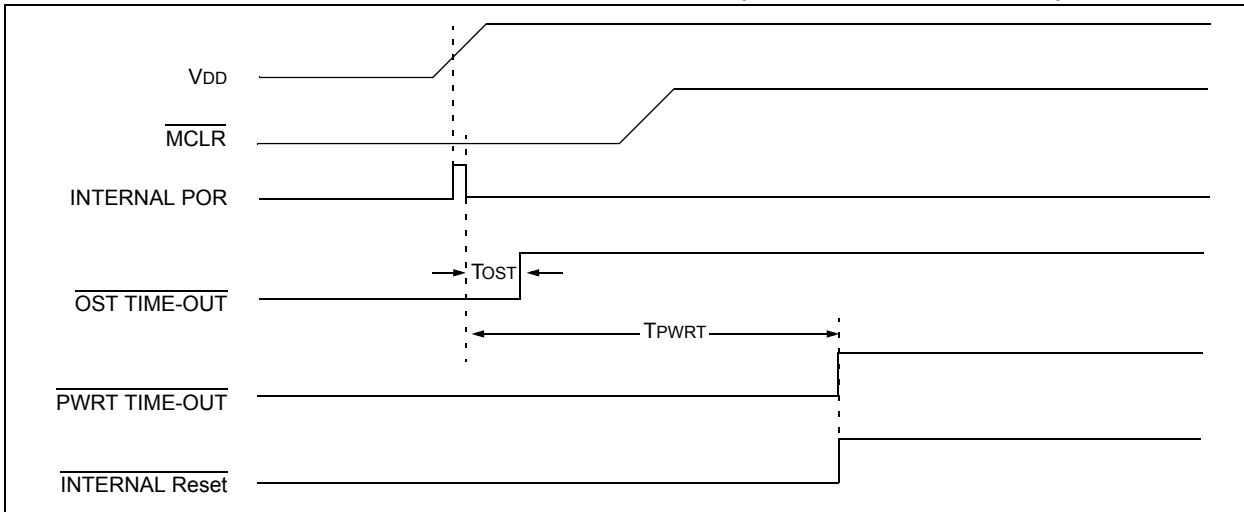 VDD
MCLR
INTERNAL POR
TOST
OST TIME-OUT
TPWRT
PWRT TIME-OUT
INTERNAL Reset